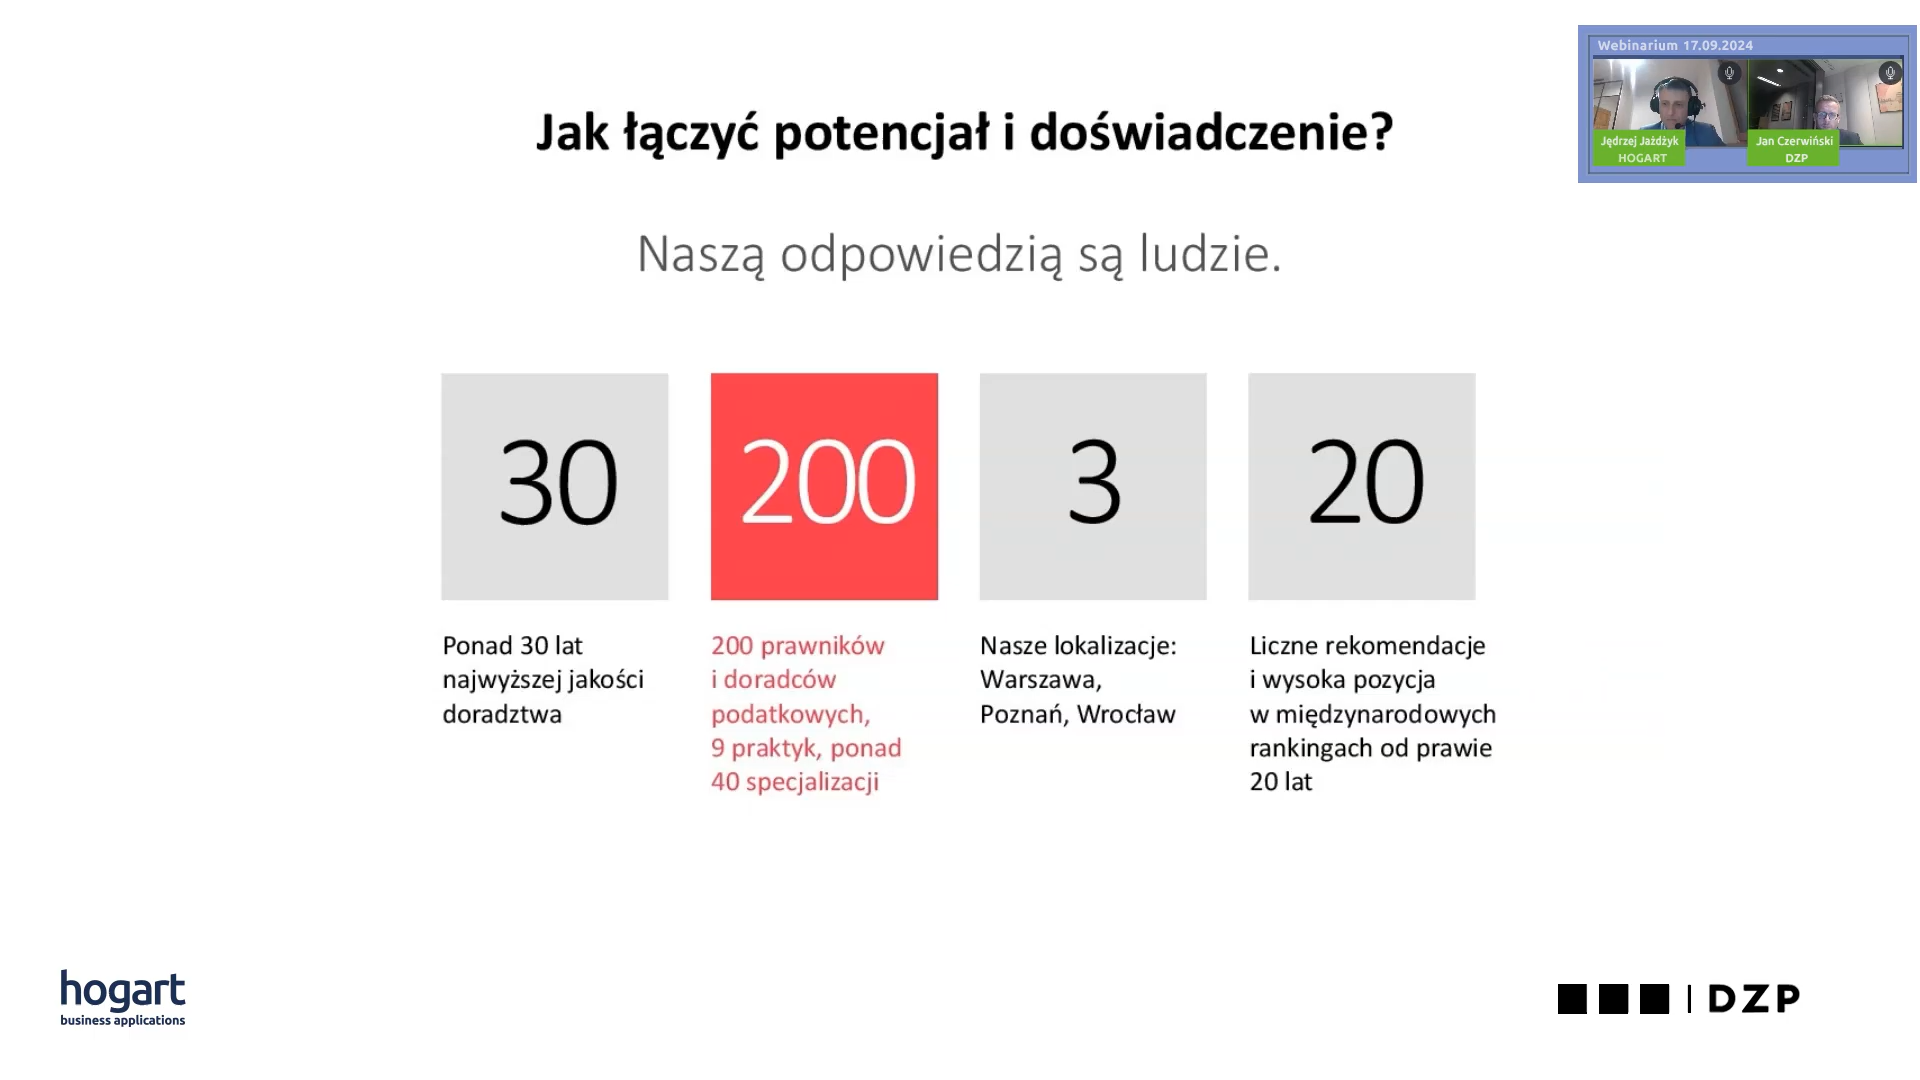 Webinarium 17.09.2024
Jędrzej Jażdżyk
HOGART
Jan Czerwiński
DZP
Jak łączyć potencjał i doświadczenie?
Naszą odpowiedzią są ludzie.
30
Ponad 30 lat
najwyższej jakości
doradztwa
200
200 prawników
i doradców
podatkowych,
9 praktyk, ponad
40 specjalizacji
3
Nasze lokalizacje:
Warszawa,
Poznań, Wrocław
20
Liczne rekomendacje
i wysoka pozycja
w międzynarodowych
rankingach od prawie
20 lat
hogart
business applications
DZP